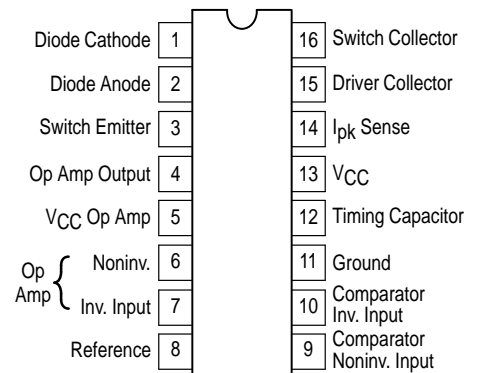 Diode Cathode 1 16 Switch Collector
Diode Anode 2 15 Driver Collector
Switch Emitter 3 14 Ipk Sense
Op Amp Output 4 13 VCC
VCC Op Amp 5 12 Timing Capacitor
Op Amp { Noninv. 6 11 Ground
Inv. Input 7 10 Comparator Inv. Input
Reference 8 9 Comparator Noninv. Input